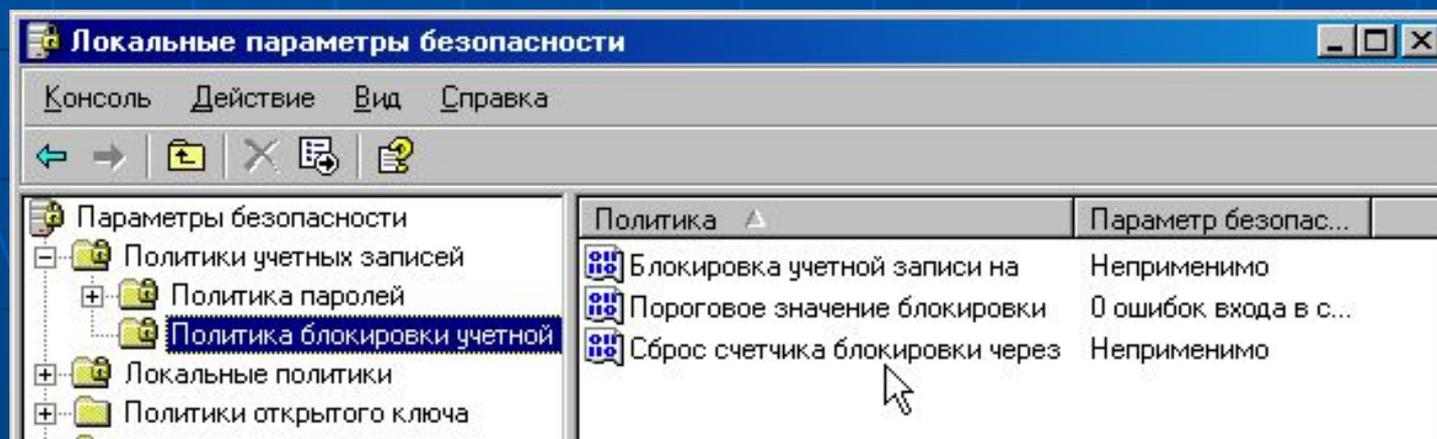 Локальные параметры безопасности
Консоль Действие Вид Справка
Параметры безопасности
Политики учетных записей
Политика паролей
Политика блокировки учетной
Локальные политики
Политики открытого ключа
Политика Параметр безопас...
Блокировка учетной записи на Неприменимо
Пороговое значение блокировки 0 ошибок входа в с...
Сброс счетчика блокировки через Неприменимо